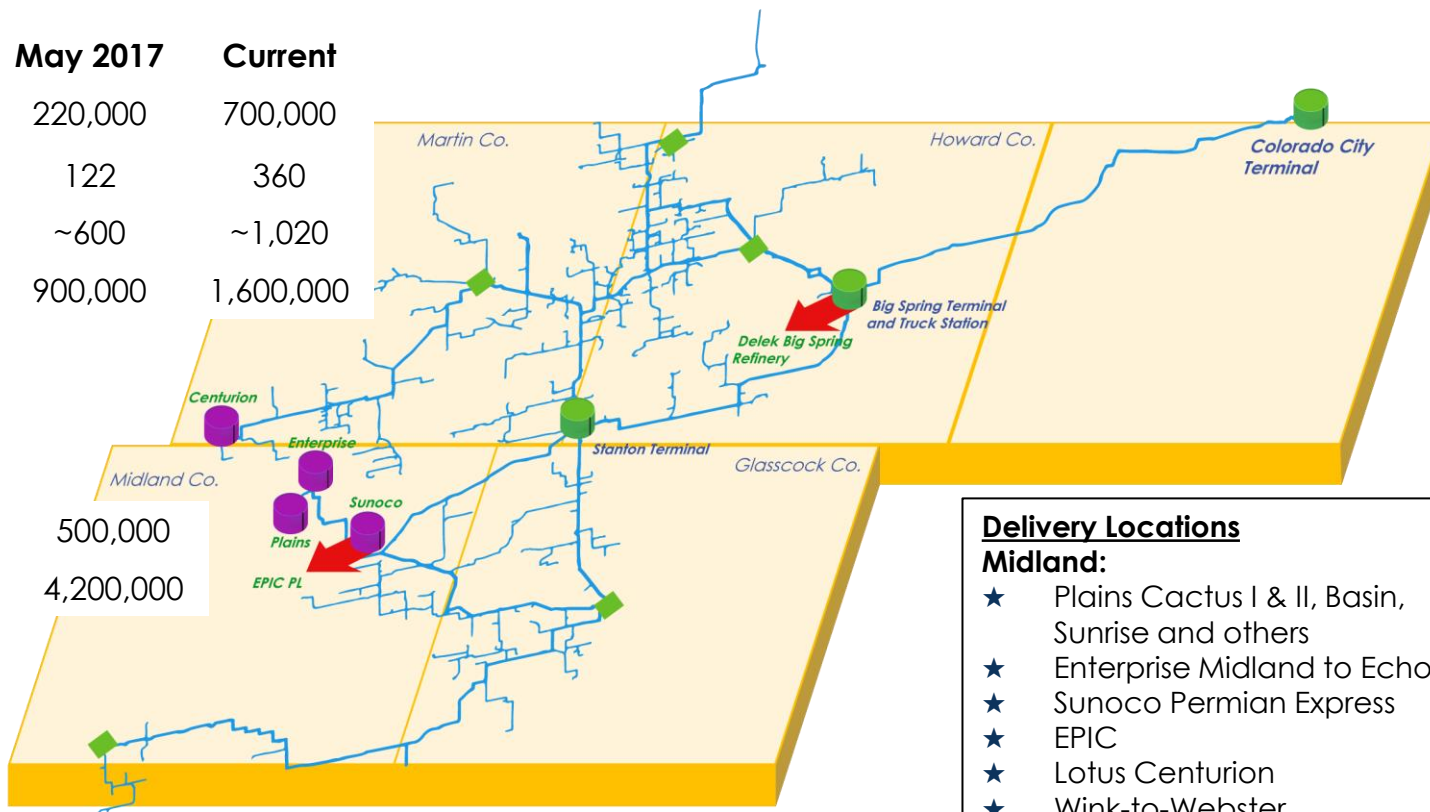 May 2017 Current
220,000 700,000
122 360
~600 ~1,020
900,000 1,600,000
Martin Co.
Howard Co.
Colorado City
Terminal
Big Spring Terminal
and Truck Station
Delek Big Spring
Refinery
Centurion
Enterprise
Stanton Terminal
Glasscock Co.
Midland Co.
Sunoco
Plains
EPIC PL
500,000
4,200,000
Delivery Locations
Midland:
★ Plains Cactus I & II, Basin,
Sunrise and others
★ Enterprise Midland to Echo
★ Sunoco Permian Express
★ EPIC
★ Lotus Centurion
★ Wink-to-Webster